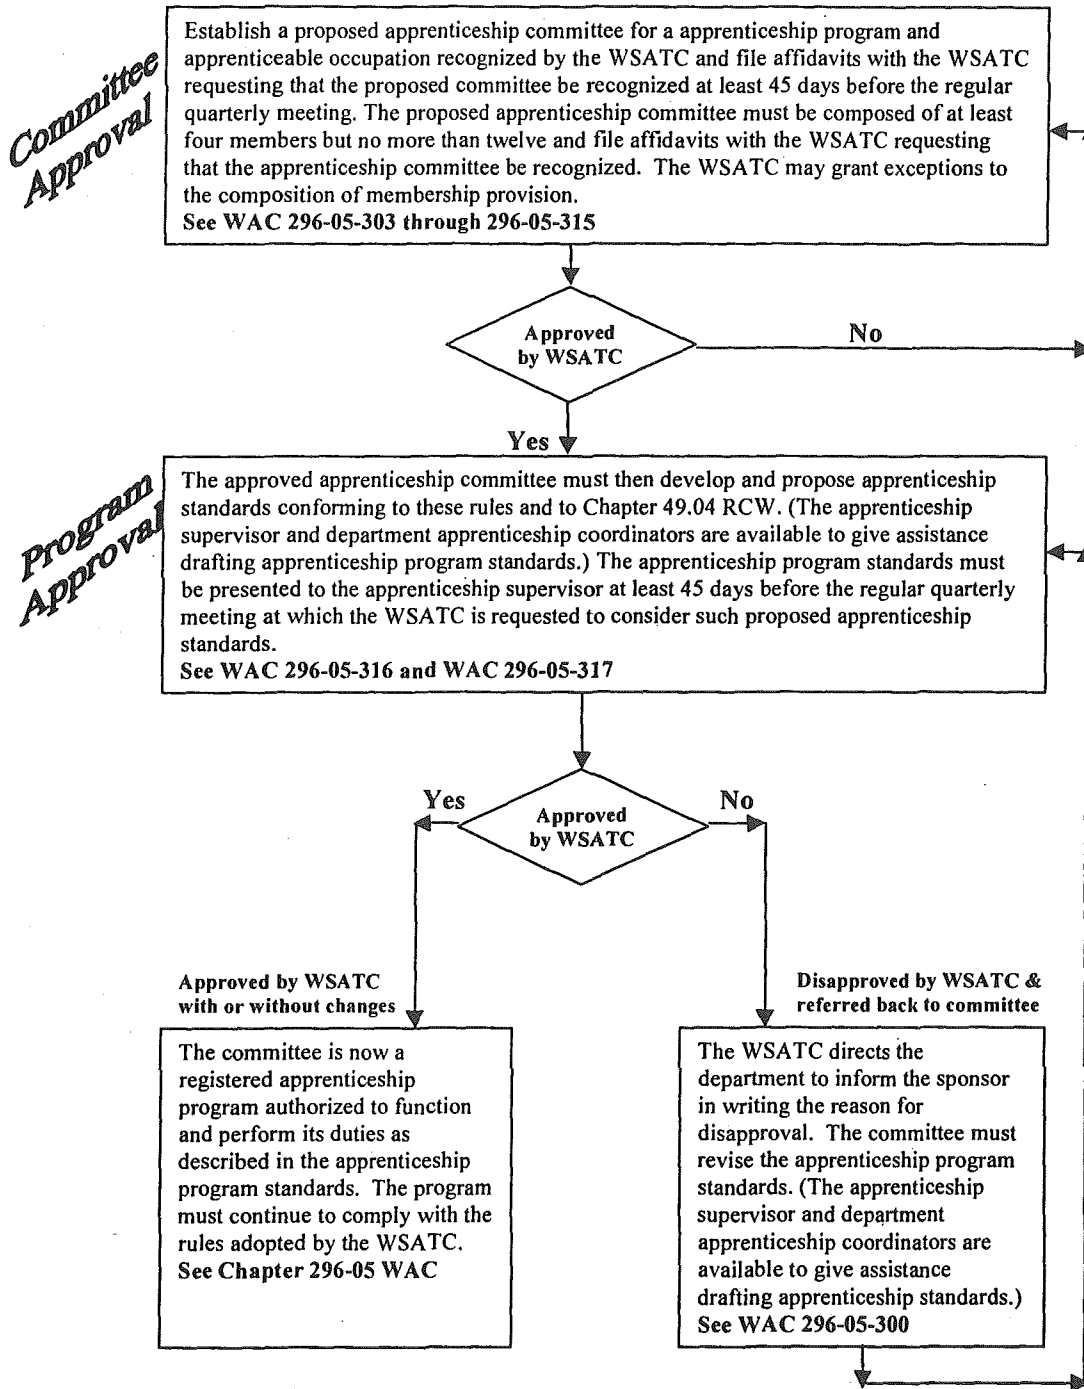 Committee
Approval
Establish a proposed apprenticeship committee for a apprenticeship program and
apprenticeable occupation recognized by the WSATC and file affidavits with the WSATC
requesting that the proposed committee be recognized at least 45 days before the regular
quarterly meeting. The proposed apprenticeship committee must be composed of at least
four members but no more than twelve and file affidavits with the WSATC requesting
that the apprenticeship committee be recognized. The WSATC may grant exceptions to
the composition of membership provision.
See WAC 296-05-303 through 296-05-315
Approved
by WSATC
No
Yes
Program
Approval
The approved apprenticeship committee must then develop and propose apprenticeship
standards conforming to these rules and to Chapter 49.04 RCW. (The apprenticeship
supervisor and department apprenticeship coordinators are available to give assistance
drafting apprenticeship program standards.) The apprenticeship program standards must
be presented to the apprenticeship supervisor at least 45 days before the regular quarterly
meeting at which the WSATC is requested to consider such proposed apprenticeship
standards.
See WAC 296-05-316 and WAC 296-05-317
Yes
Approved
by WSATC
No
Approved by WSATC
with or without changes
The committee is now a
registered apprenticeship
program authorized to function
and perform its duties as
described in the apprenticeship
program standards. The program
must continue to comply with the
rules adopted by the WSATC.
See Chapter 296-05 WAC
Disapproved by WSATC &
referred back to committee
The WSATC directs the
department to inform the sponsor
in writing the reason for
disapproval. The committee must
revise the apprenticeship program
standards. (The apprenticeship
supervisor and department
apprenticeship coordinators are
available to give assistance
drafting apprenticeship standards.)
See WAC 296-05-300